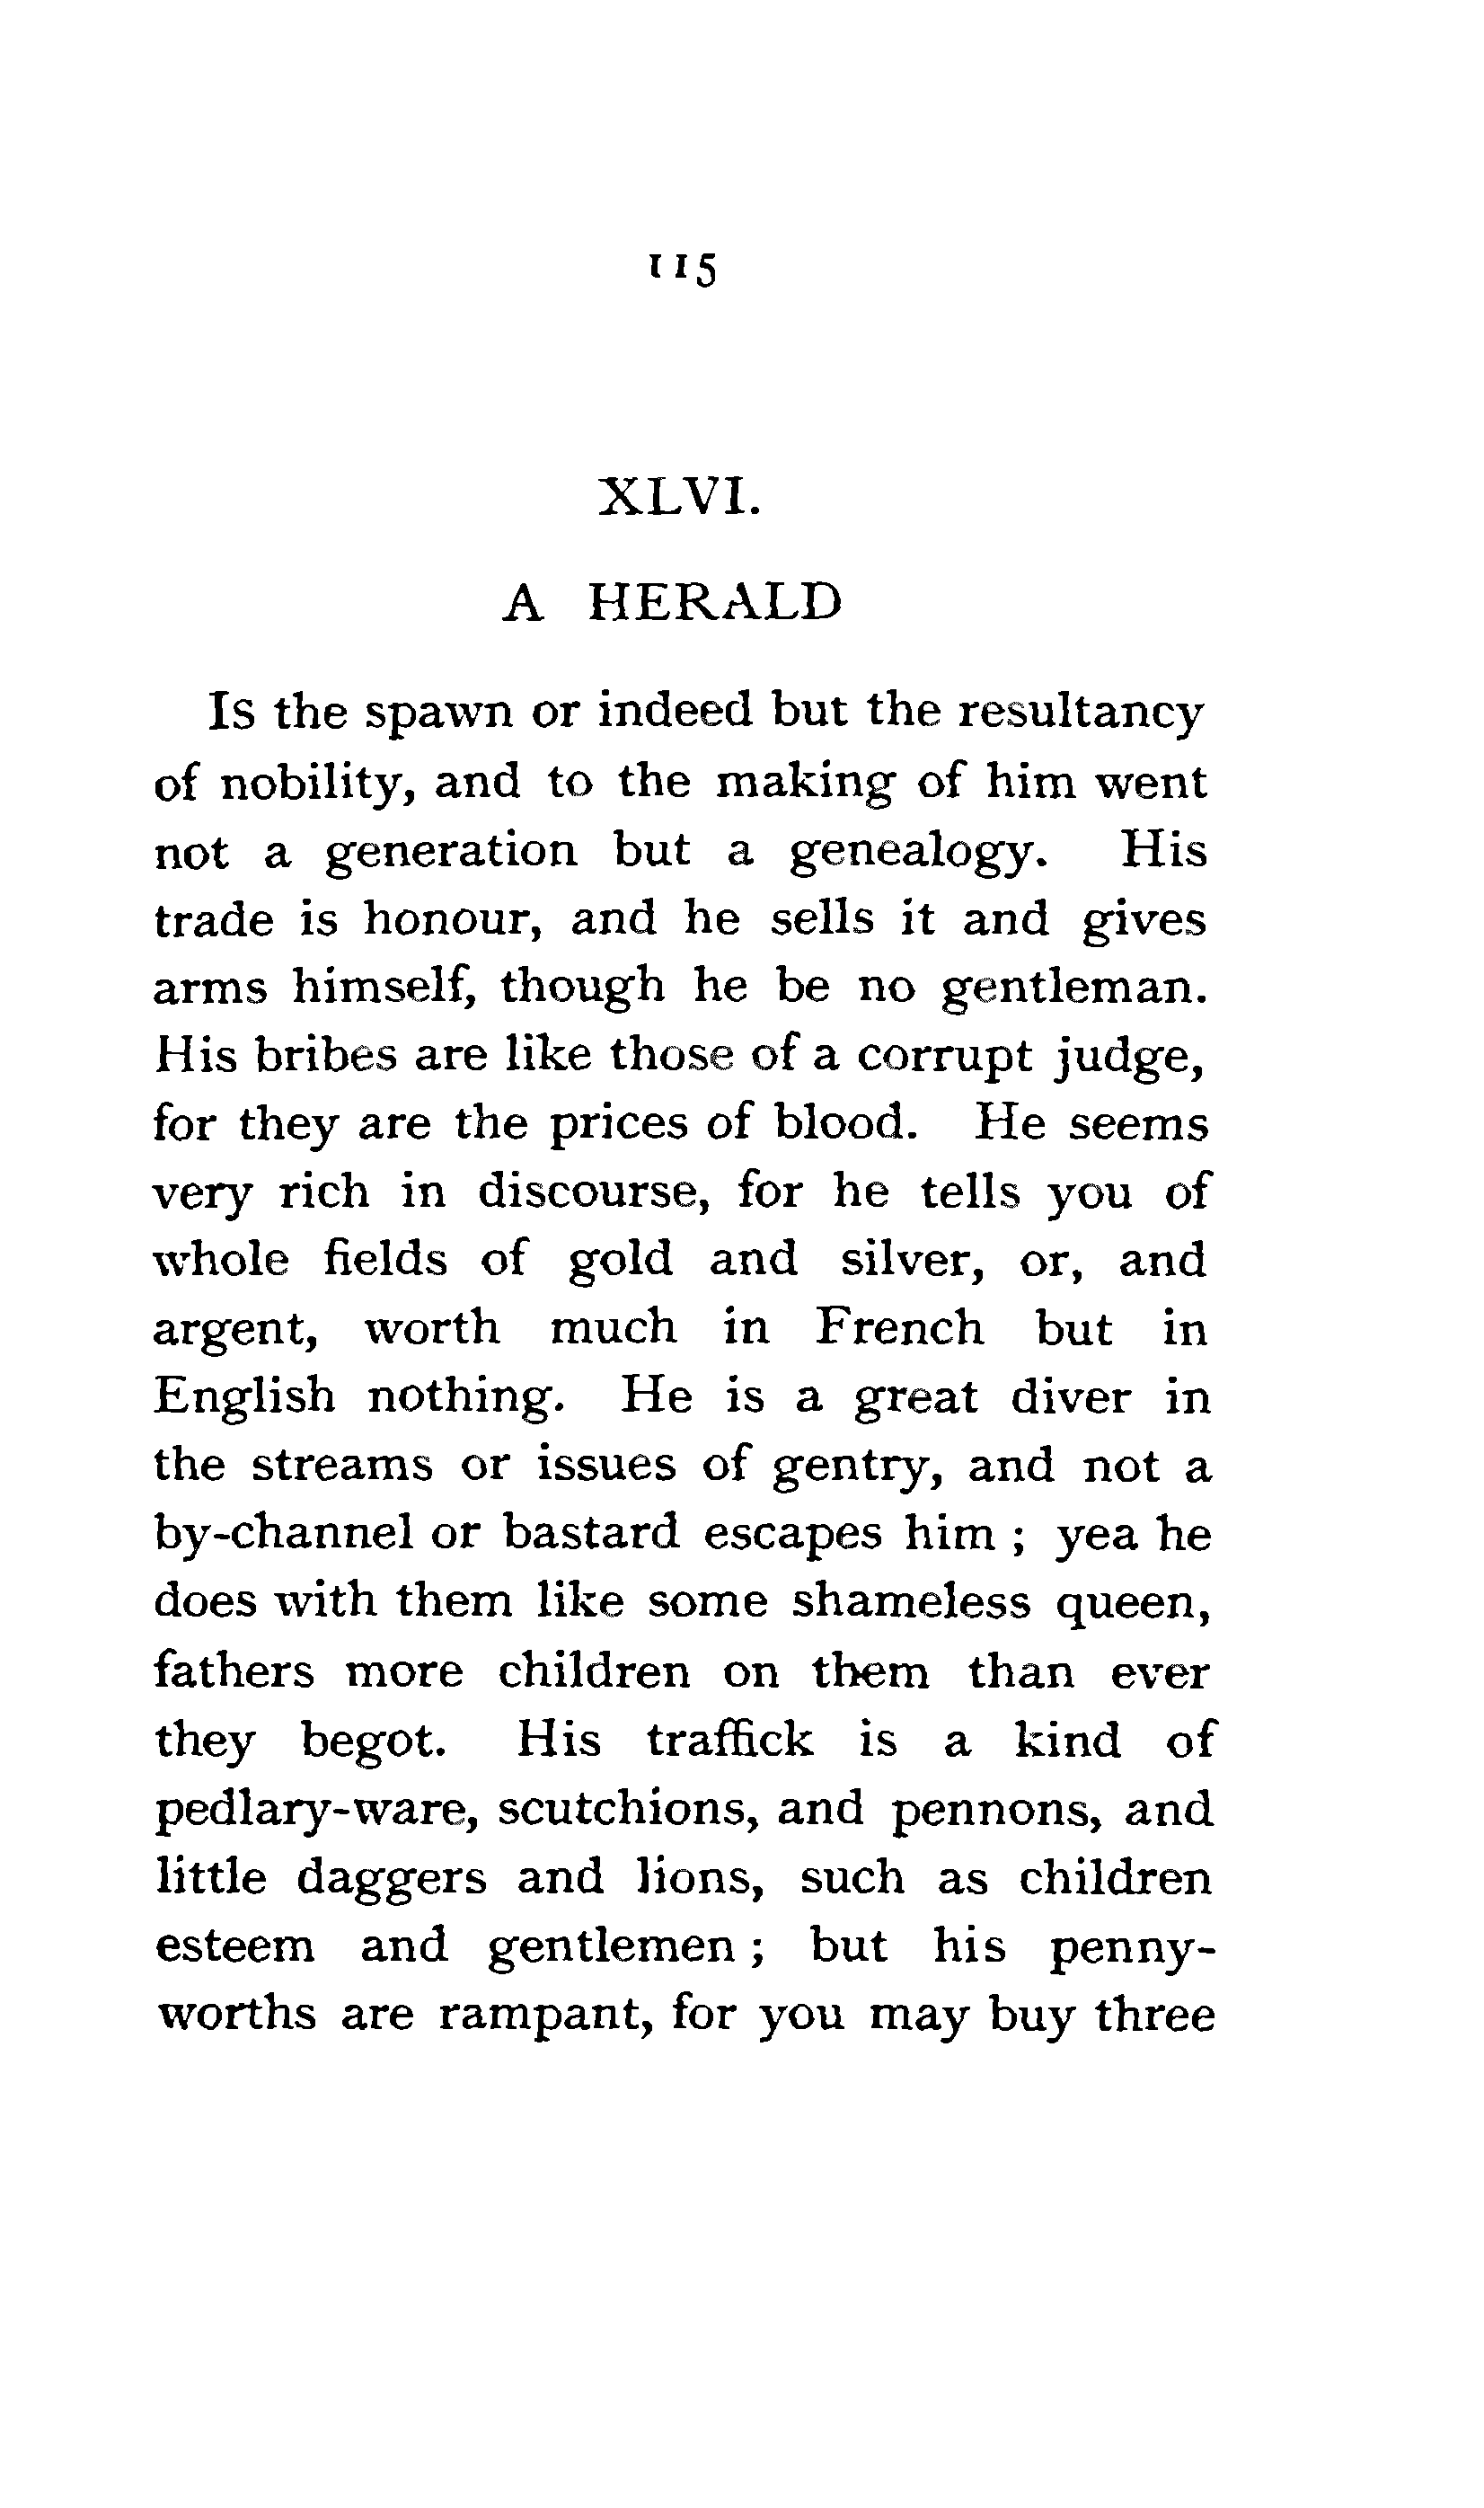 115
XLVI.
A HERALD
Is the spawn or indeed but the resultancy
of nobility, and to the making of him went
not a generation but a genealogy. His
trade is honour, and he sells it and gives
arms himself, though he be no gentleman.
His bribes are like those of a corrupt judge,
for they are the prices of blood. He seems
very rich in discourse, for he tells you of
whole fields of gold and silver, or, and
argent, worth much in French but in
English nothing. He is a great diver in
the streams or issues of gentry, and not a
by-channel or bastard escapes him ; yea he
does with them like some shameless queen,
fathers more children on them than ever
they begot. His traffick is a kind of
pedlary-ware, scutchions, and pennons, and
little daggers and lions, such as children
esteem and gentlemen ; but his penny-
worths are rampant, for you may buy three